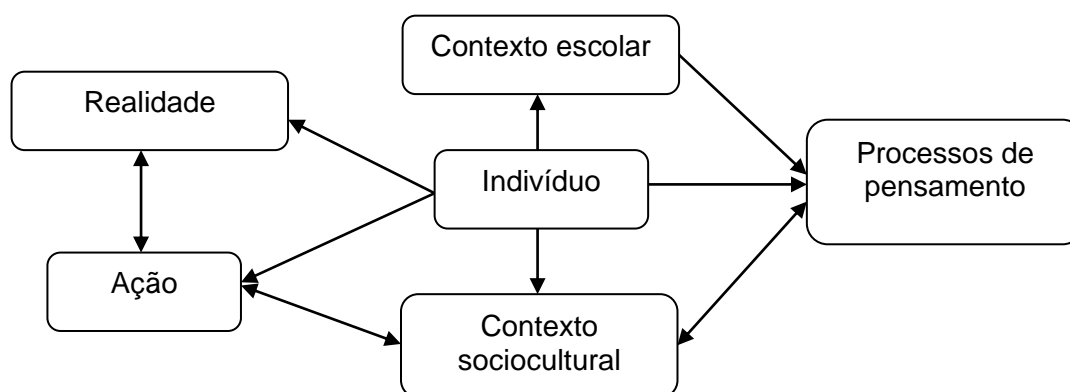 Contexto escolar
Realidade
Indivíduo
Processos de
pensamento
Ação
Contexto
sociocultural